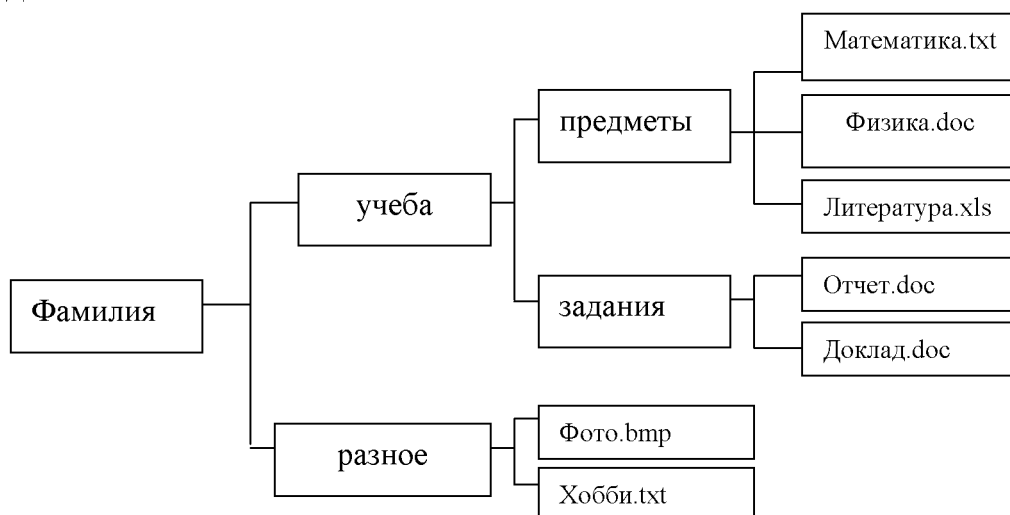 Математика.txt
предметы
Физика.doc
учеба
Литература.xls
Фамилия
задания
Отчет.doc
Доклад.doc
разное
Фото.bmp
Хобби.txt